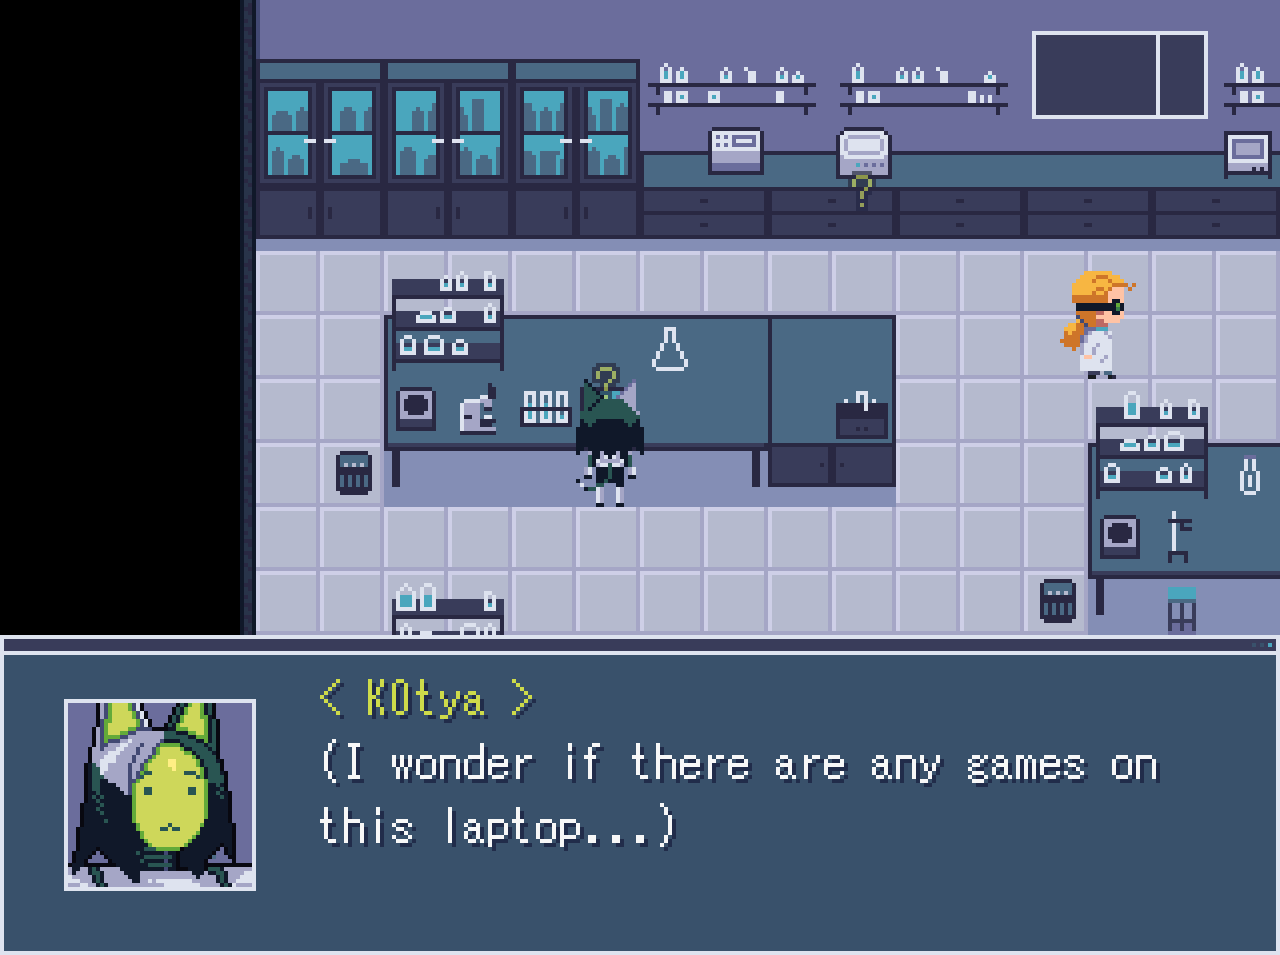 < K0tya >
(I wonder if there are any games on
this laptop...)